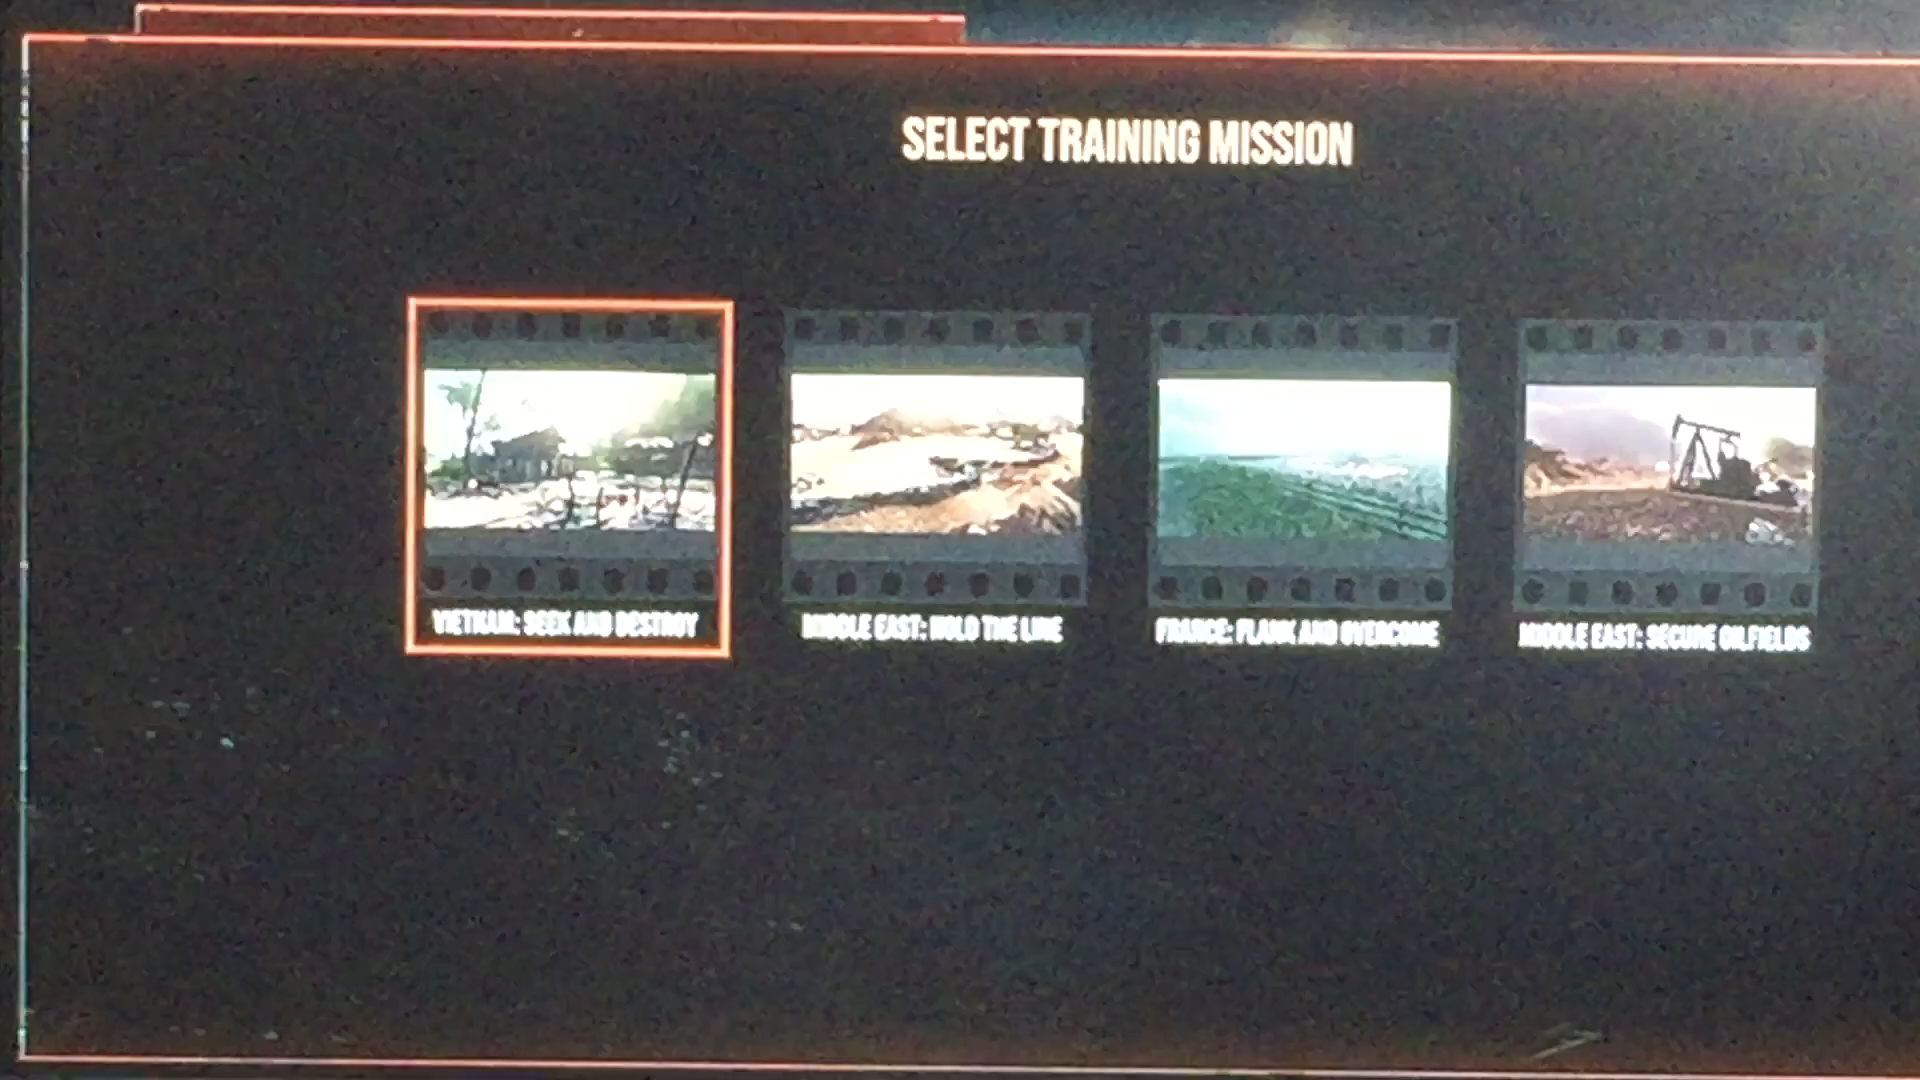 SELECT TRAINING MISSION
VIETNAM: SEEK AND DESTROY
MIDDLE EAST: HOLD THE LINE
FRANCE: FLANK AND OVERCOME
MIDDLE EAST: SECURE OILFIELDS